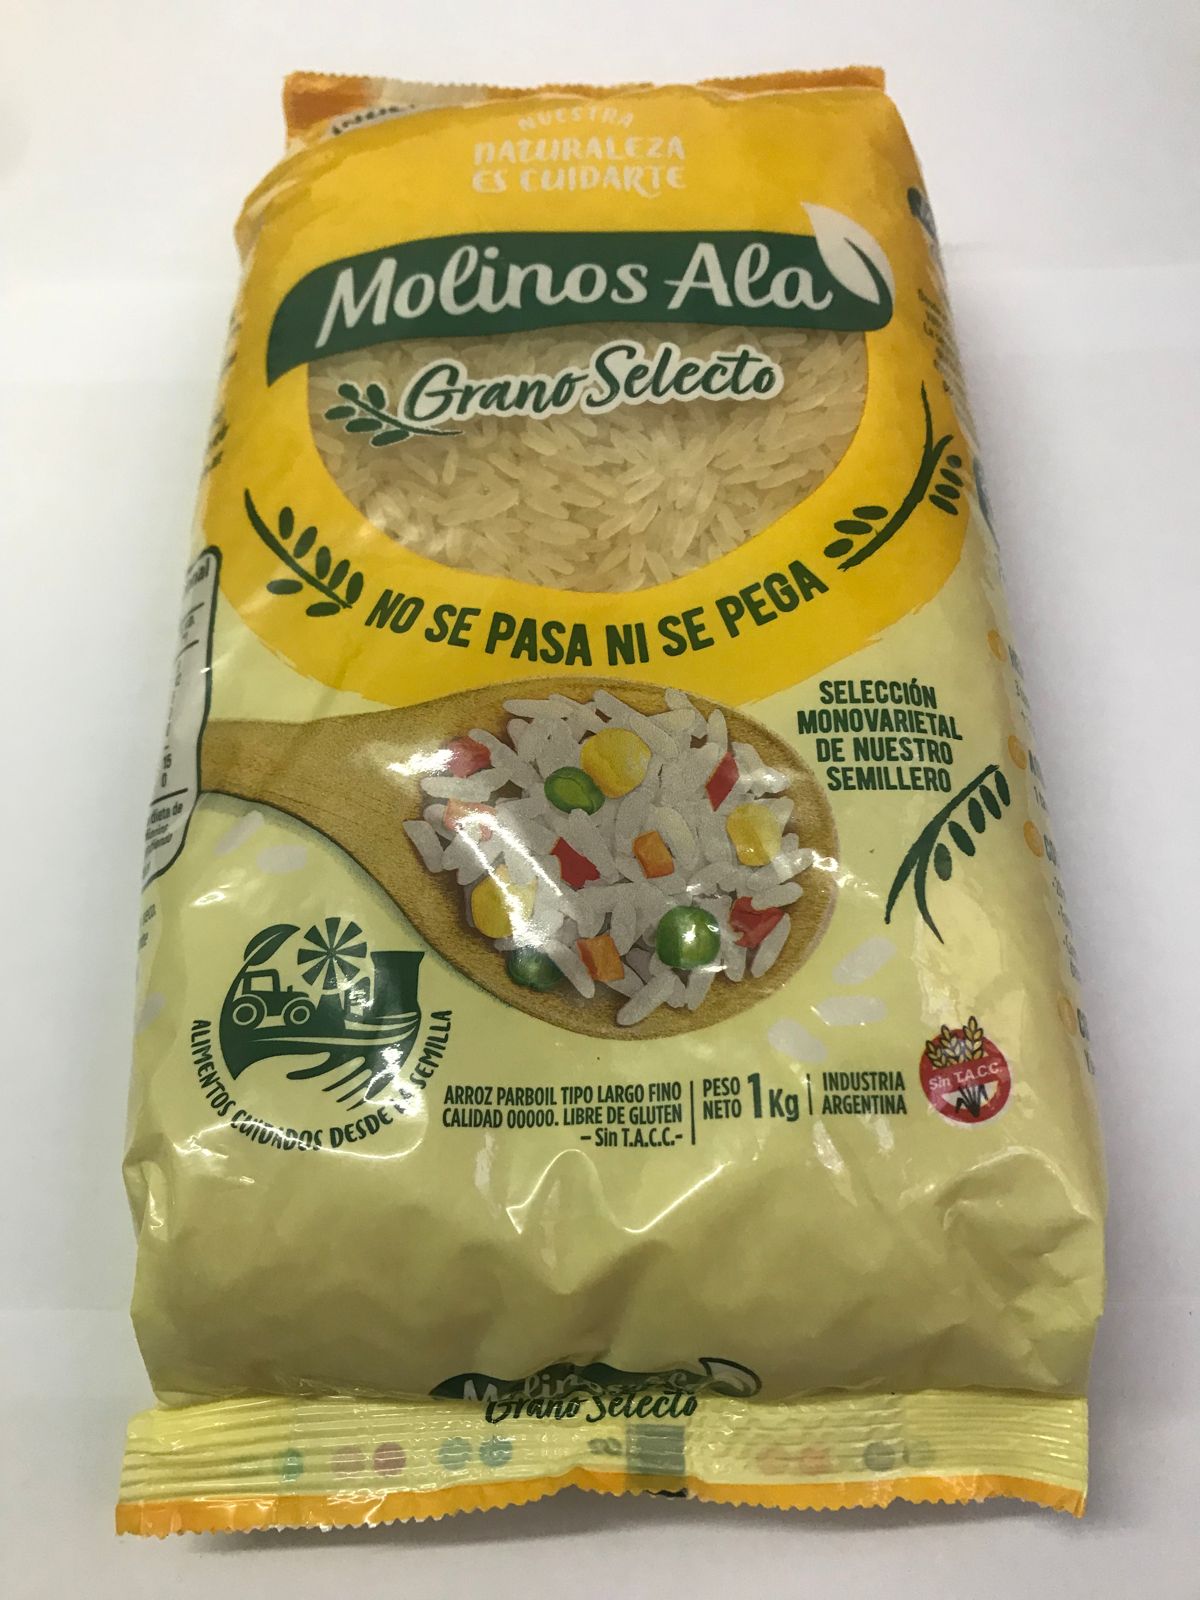 NUESTRA
NATURALEZA
ES CUIDARTE
Molinos Ala
Grano Selecto
NO SE PASA NI SE PEGA
SELECCIÓN
MONOVARIETAL
DE NUESTRO
SEMILLERO
ALIMENTOS CUIDADOS DESDE LA SEMILLA
ARROZ PARBOIL TIPO LARGO FINO
CALIDAD 00000. LIBRE DE GLUTEN
– Sin T.A.C.C.–
PESO
NETO 1Kg
INDUSTRIA
ARGENTINA
Sin T.A.C.C.
Grano Selecto